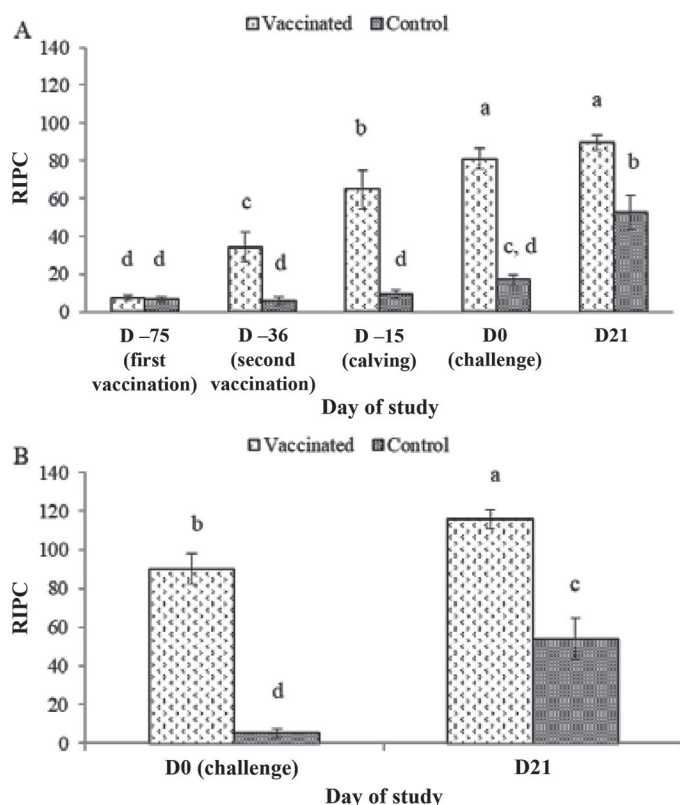 A
Vaccinated Control
140
120
100
80
60
40
20
0
RIPC
d d
c
d
b
d
a
c, d
a
b
D –75 D –36 D –15 D0 D21
(first (second (calving) (challenge)
vaccination) vaccination)
Day of study
B
Vaccinated Control
140
120
100
80
60
40
20
0
RIPC
b
d
a
c
D0 (challenge) D21
Day of study